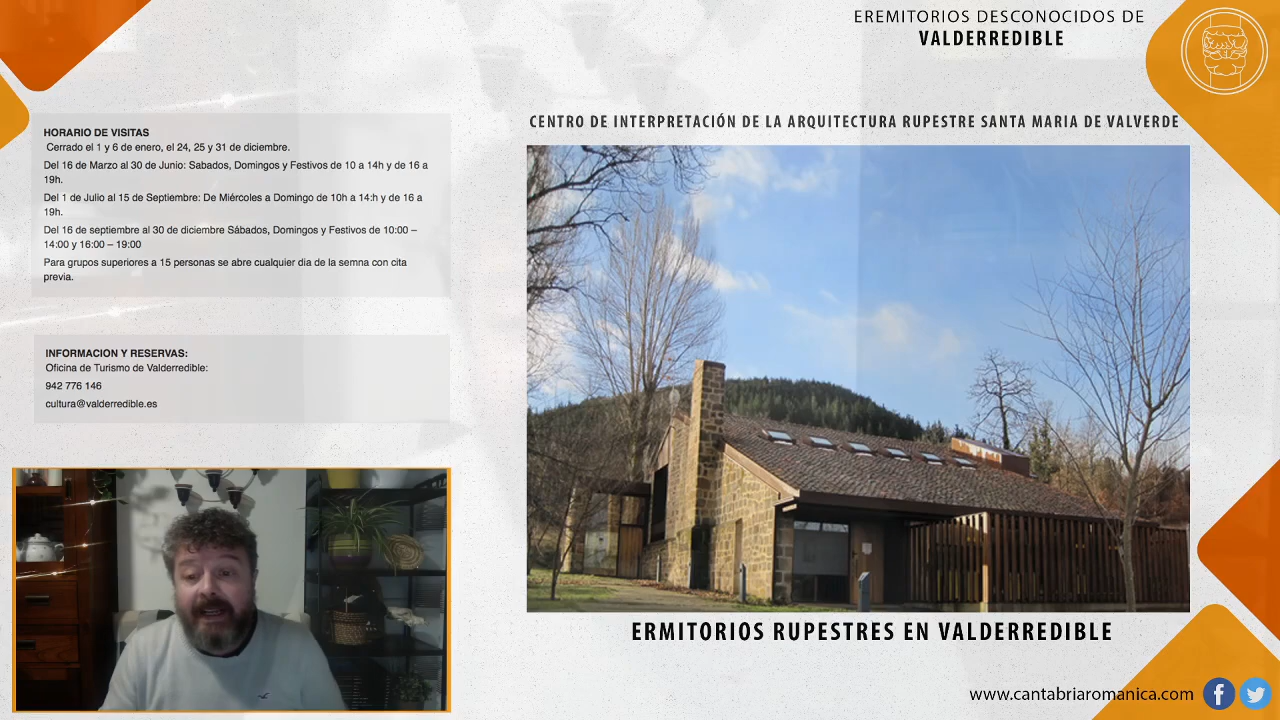 EREMITORIOS DESCONOCIDOS DE
VALDERREDIBLE
HORARIO DE VISITAS
Cerrado el 1 y 6 de enero, el 24, 25 y 31 de diciembre.
Del 16 de Marzo al 30 de Junio: Sabados, Domingos y Festivos de 10 a 14h y de 16 a
19h.
Del 1 de Julio al 15 de Septiembre: De Miércoles a Domingo de 10h a 14:h y de 16 a
19h.
Del 16 de septiembre al 30 de diciembre Sábados, Domingos y Festivos de 10:00 –
14:00 y 16:00 – 19:00
Para grupos superiores a 15 personas se abre cualquier dia de la semna con cita
previa.
INFORMACION Y RESERVAS:
Oficina de Turismo de Valderredible:
942 776 146
cultura@valderredible.es
CENTRO DE INTERPRETACIÓN DE LA ARQUITECTURA RUPESTRE SANTA MARIA DE VALVERDE
ERMITORIOS RUPESTRES EN VALDERREDIBLE
www.cantabriaromanica.com